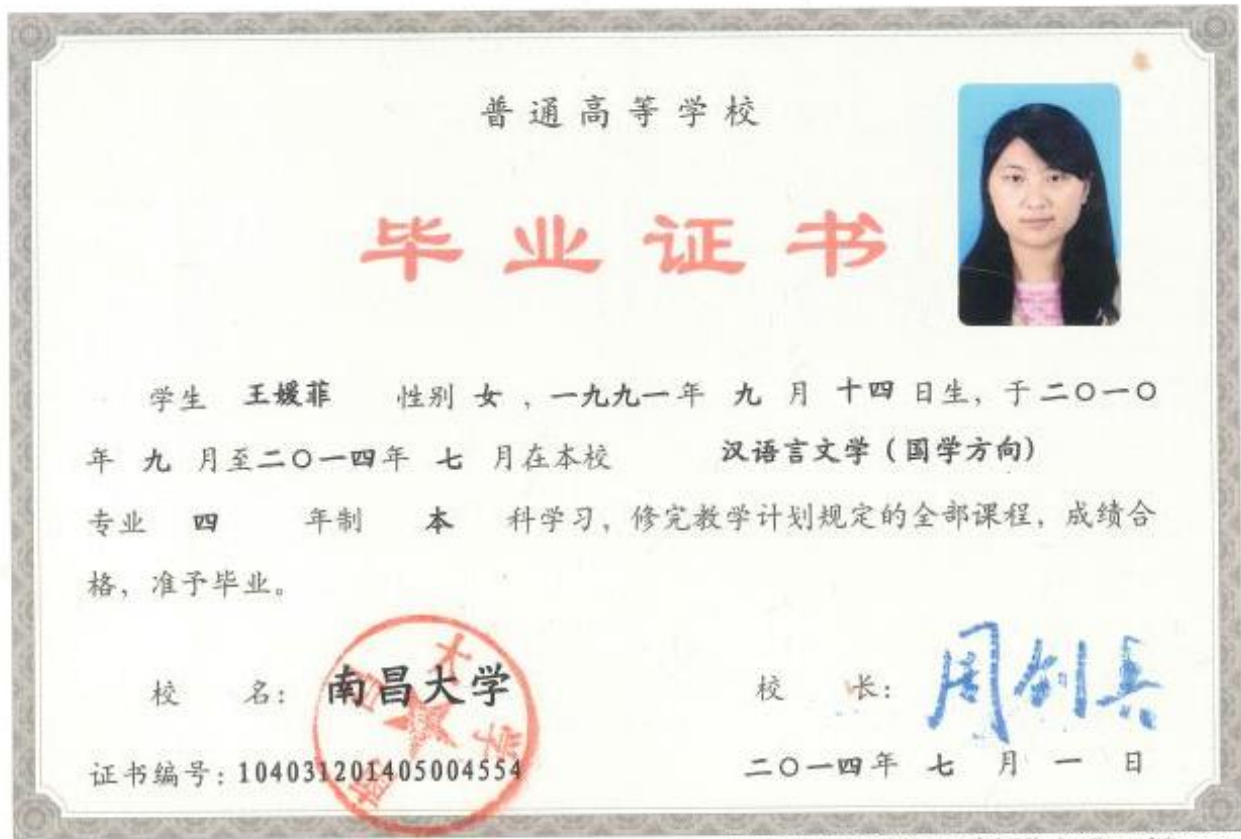 普通高等学校
毕业证书
学生 王媛菲 性别 女 ，一九九一年 九 月 十四 日生，于二〇一〇
年 九 月至二〇一四年 七 月在本校 汉语言文学（国学方向）
专业 四 年制 本 科学习，修完教学计划规定的全部课程，成绩合
格，准予毕业。
校 名：南昌大学
南昌大学
校 长：周创兵
证书编号：104031201405004554
二〇一四年 七 月 一 日